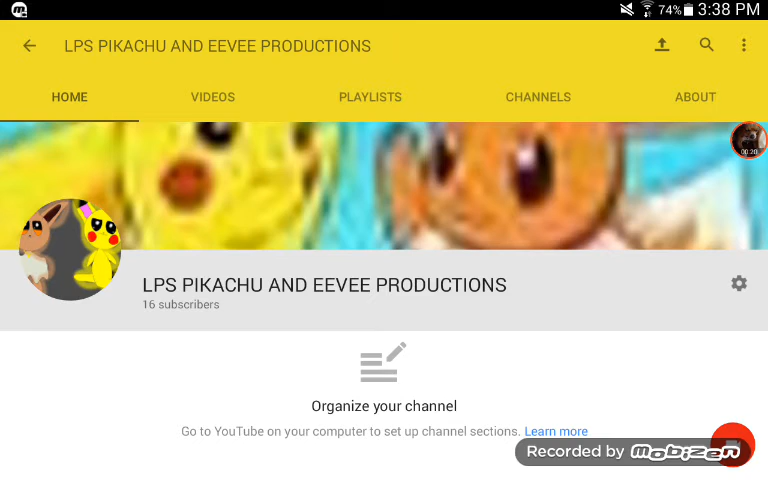 74% 3:38 PM
LPS PIKACHU AND EEVEE PRODUCTIONS
HOME VIDEOS PLAYLISTS CHANNELS ABOUT
00:20
LPS PIKACHU AND EEVEE PRODUCTIONS
16 subscribers
Organize your channel
Go to YouTube on your computer to set up channel sections. Learn more
Recorded by mobizen